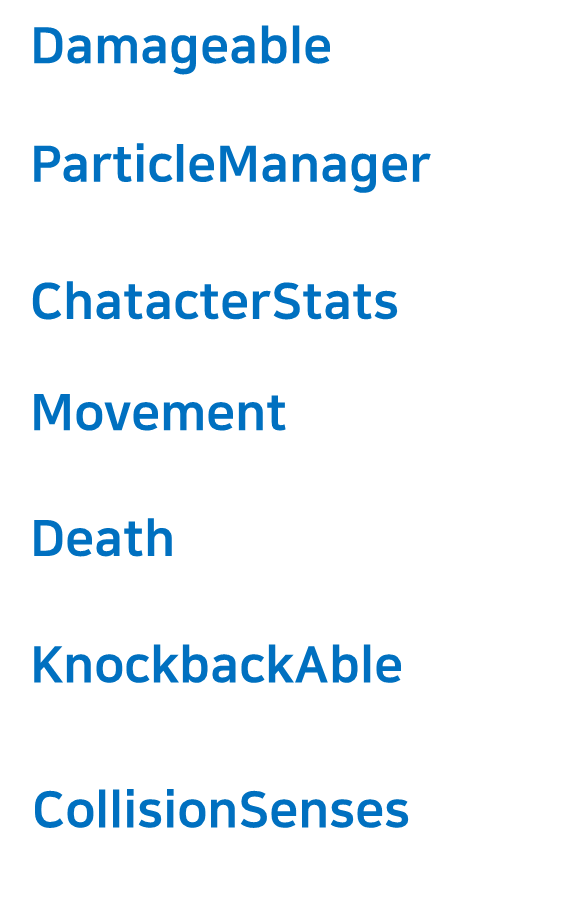 Damageable
ParticleManager
ChatacterStats
Movement
Death
KnockbackAble
CollisionSenses